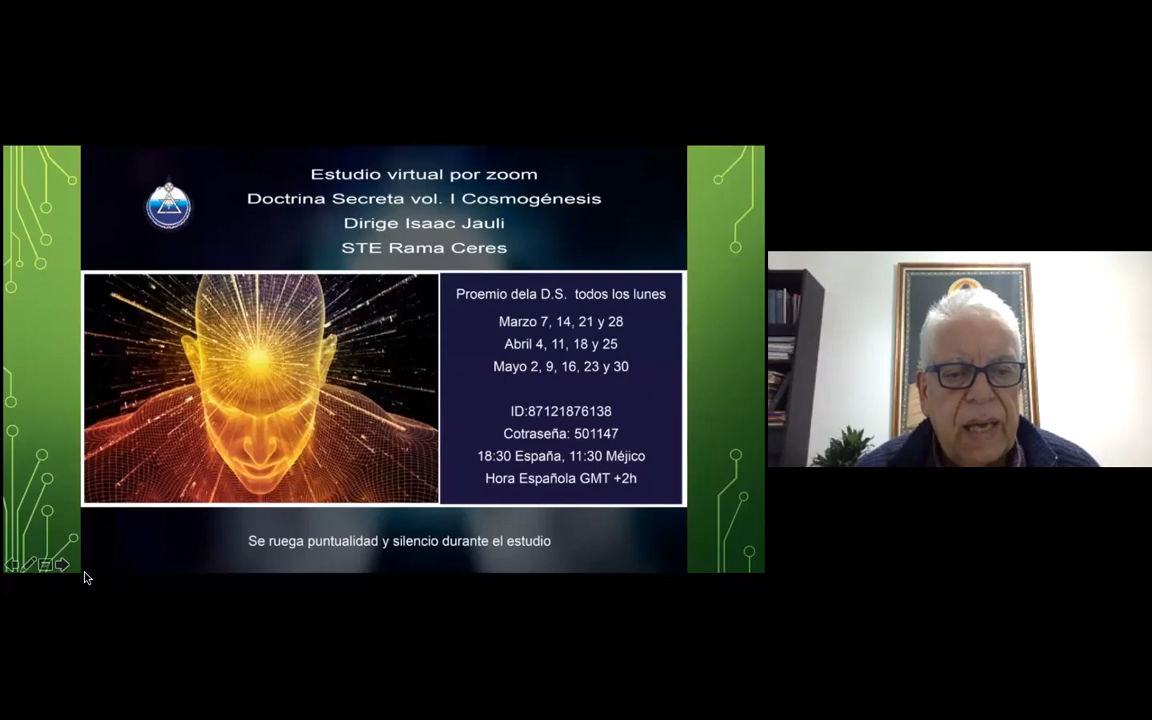 Estudio virtual por zoom
Doctrina Secreta vol. I Cosmogénesis
Dirige Isaac Jauli
STE Rama Ceres
Proemio dela D.S. todos los lunes
Marzo 7, 14, 21 y 28
Abril 4, 11, 18 y 25
Mayo 2, 9, 16, 23 y 30
ID:87121876138
Cotraseña: 501147
18:30 España, 11:30 Méjico
Hora Española GMT +2h
Se ruega puntualidad y silencio durante el estudio